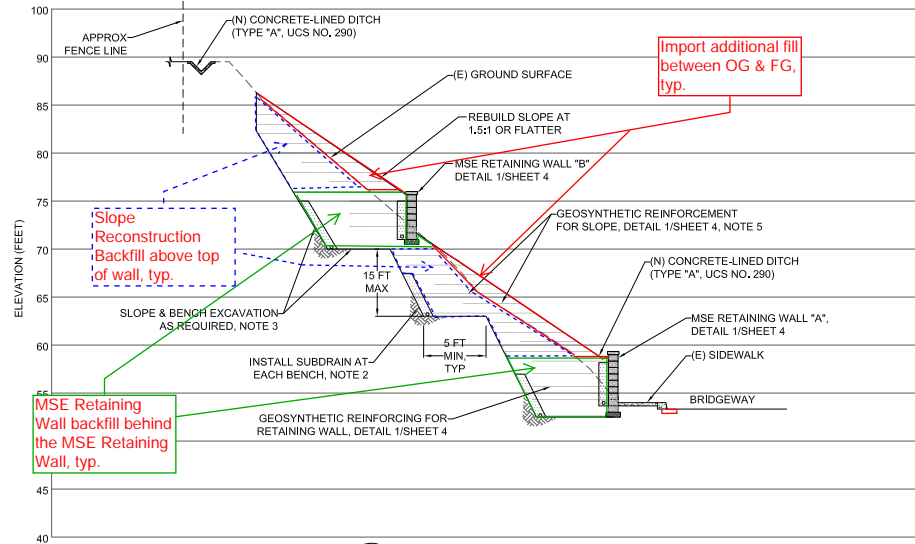 100
90
85
80
75
70
65
60
55
45
40
ELEVATION (FEET)
APPROX
FENCE LINE
(N) CONCRETE-LINED DITCH
(TYPE "A", UCS NO. 290)
(E) GROUND SURFACE
REBUILD SLOPE AT
1.5:1 OR FLATTER
Import additional fill
between OG & FG,
typ.
MSE RETAINING WALL "B"
DETAIL 1/SHEET 4
GEOSYNTHETIC REINFORCEMENT
FOR SLOPE, DETAIL 1/SHEET 4, NOTE 5
Slope
Reconstruction
Backfill above top
of wall, typ.
(N) CONCRETE-LINED DITCH
(TYPE "A", UCS NO. 290)
15 FT
MAX
SLOPE & BENCH EXCAVATION
AS REQUIRED, NOTE 3
MSE RETAINING WALL "A",
DETAIL 1/SHEET 4
INSTALL SUBDRAIN AT
EACH BENCH, NOTE 2
5 FT
MIN,
TYP
(E) SIDEWALK
BRIDGEWAY
MSE Retaining
Wall backfill behind
the MSE Retaining
Wall, typ.
GEOSYNTHETIC REINFORCING FOR
RETAINING WALL, DETAIL 1/SHEET 4